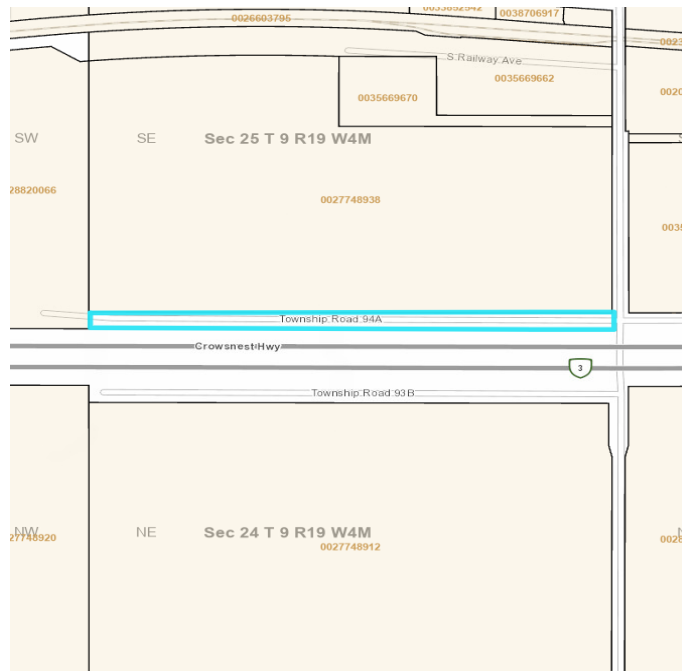 0038706917
0026603795
S Railway Ave
0035669662
0035669670
SW
SE
Sec 25 T 9 R19 W4M
28820066
0027748938
Township Road 94A
Crowsnest Hwy
3
Township Road 93B
NW
NE
Sec 24 T 9 R19 W4M
27748920
0027748912